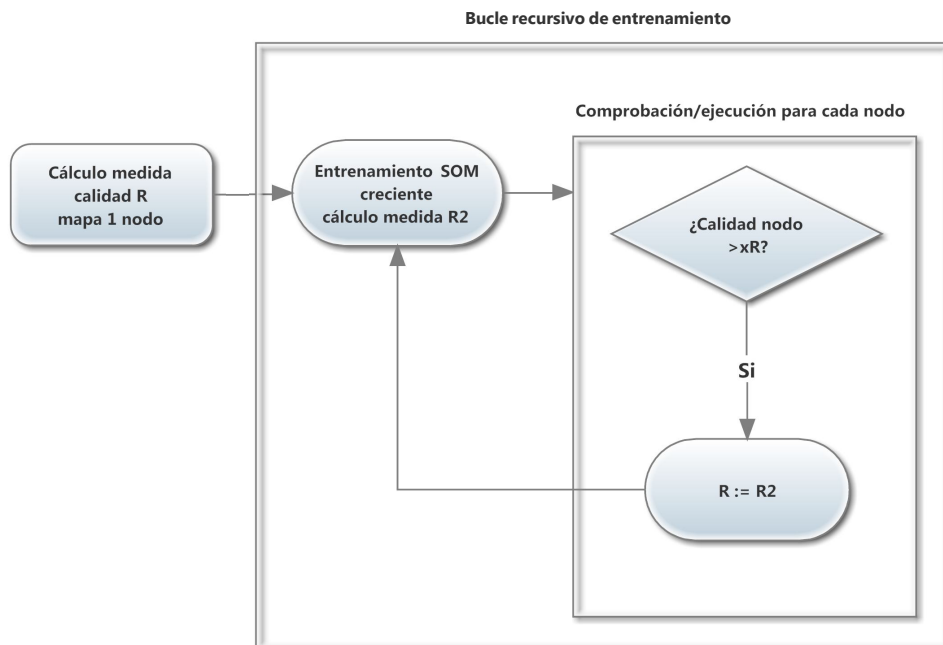 Bucle recursivo de entrenamiento
Comprobación/ejecución para cada nodo
Cálculo medida
calidad R
mapa 1 nodo
Entrenamiento SOM
creciente
cálculo medida R2
¿Calidad nodo
>xR?
Si
R := R2